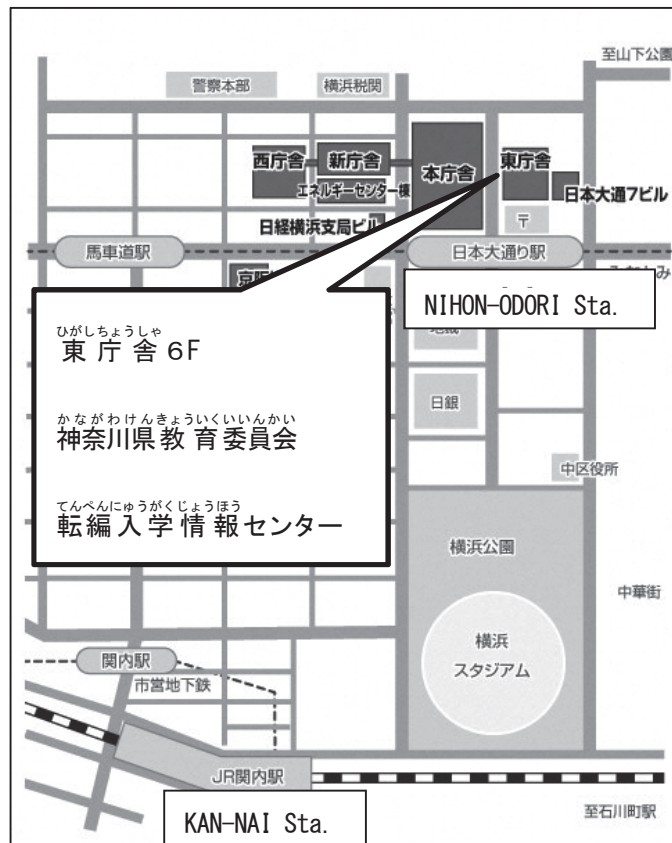 至山下公園
警察本部
横浜税関
西庁舎
新庁舎
本庁舎
東庁舎
エネルギーセンター棟
日本大通7ビル
日経横浜支局ビル
〒
馬車道駅
日本大通り駅
NIHON-ODORI Sta.
ひがしちょうしゃ
東庁舎6F
かながわけんきょういくいいんかい
神奈川県教育委員会
てんぺんにゅうがくじょうほう
転編入学情報センター
日銀
中区役所
横浜公園
中華街
横浜
スタジアム
関内駅
市営地下鉄
JR関内駅
KAN-NAI Sta.
至石川町駅